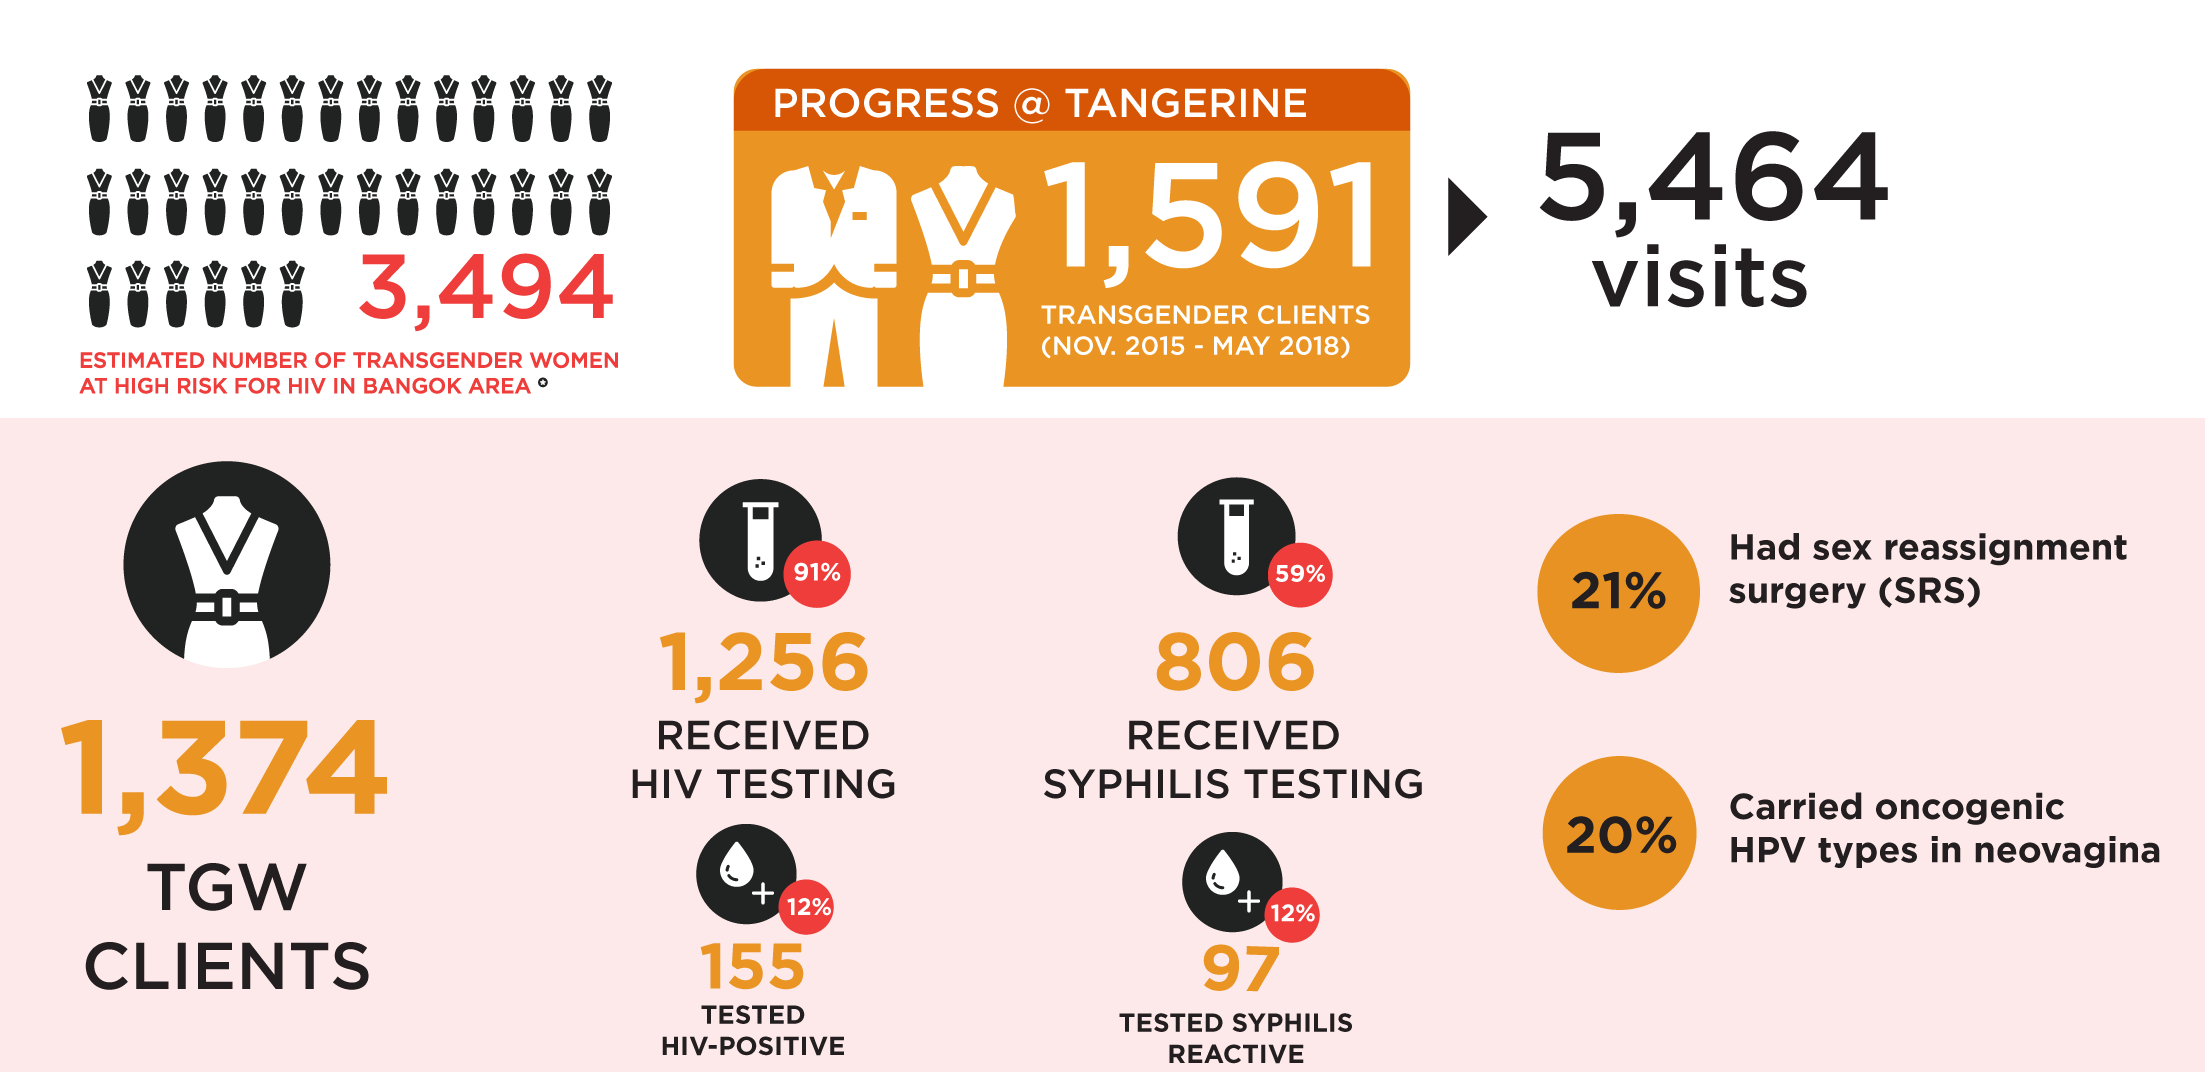 3,494
ESTIMATED NUMBER OF TRANSGENDER WOMEN
AT HIGH RISK FOR HIV IN BANGOK AREA
PROGRESS @ TANGERINE
1,591
TRANSGENDER CLIENTS
(NOV. 2015 - MAY 2018)
5,464
visits
1,374
TGW
CLIENTS
91%
1,256
RECEIVED
HIV TESTING
12%
155
TESTED
HIV-POSITIVE
59%
806
RECEIVED
SYPHILIS TESTING
12%
97
TESTED SYPHILIS
REACTIVE
21%
Had sex reassignment
surgery (SRS)
20%
Carried oncogenic
HPV types in neovagina